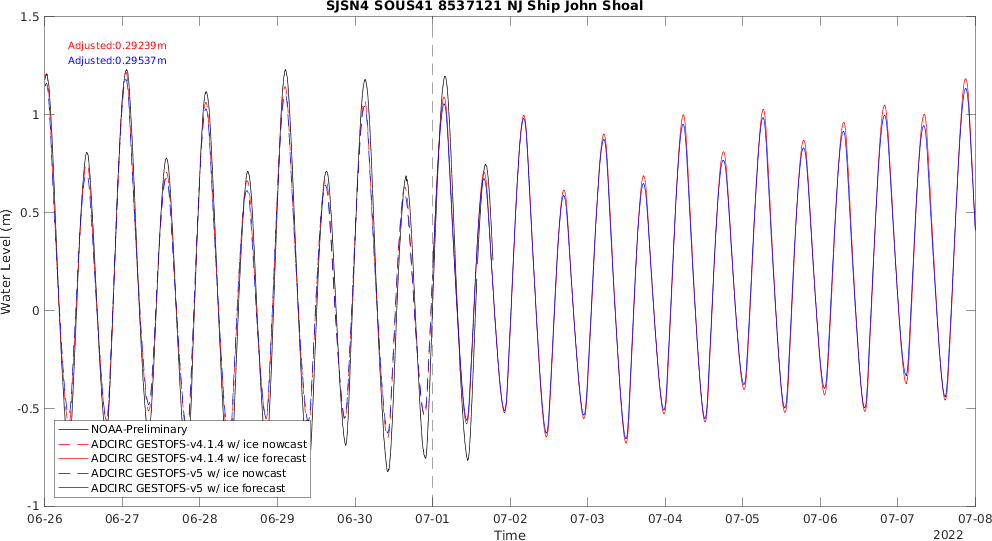 SJSN4 SOUS41 8537121 NJ Ship John Shoal
Adjusted:0.29239m
Adjusted:0.29537m
Water Level (m)
1.5
1
0.5
0
-0.5
-1
NOAA-Preliminary
ADCIRC GESTOFS-v4.1.4 w/ ice nowcast
ADCIRC GESTOFS-v4.1.4 w/ ice forecast
ADCIRC GESTOFS-v5 w/ ice nowcast
ADCIRC GESTOFS-v5 w/ ice forecast
06-26 06-27 06-28 06-29 06-30 07-01 07-02 07-03 07-04 07-05 07-06 07-07 07-08
Time
2022